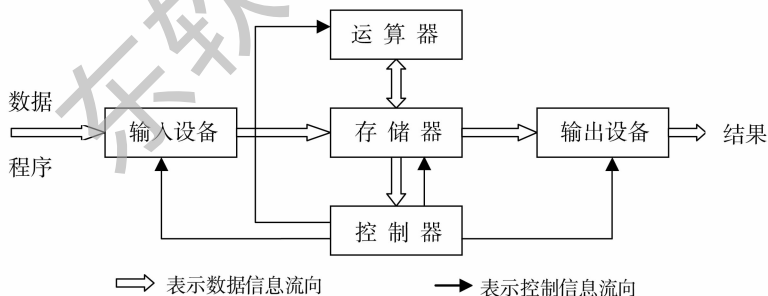 东软
运算器
数据
输入设备
存储器
输出设备
结果
程序
控制器
表示数据信息流向
表示控制信息流向